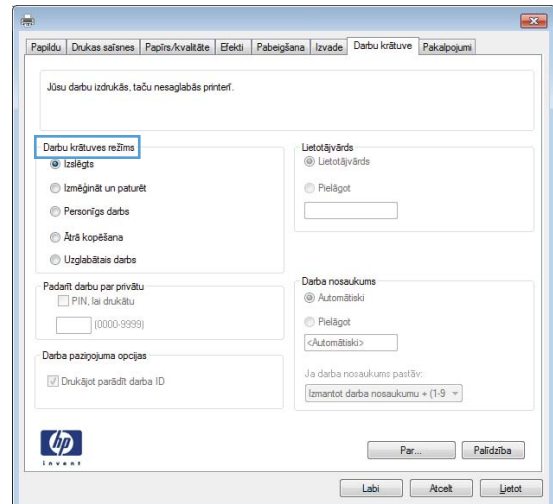 Papildu Drukas saīsnes Papīrs/kvalitāte Efekti Pabeigšana Izvade Darbu krātuve Pakalpojumi
Jūsu darbu izdrukās, taču nesaglabās printerī.
Darbu krātuves režīms
Izslēgts
Izmēģināt un paturēt
Personīgs darbs
Ātrā kopēšana
Uzglabātais darbs
Lietotājvārds
Lietotājvārds
Pielāgot
Padarīt darbu par privātu
PIN, lai drukātu
(0000-9999)
Darba nosaukums
Automātiski
Pielāgot
<Automātiski>
Ja darba nosaukums pastāv:
Izmantot darba nosaukumu + (1-9
Darba paziņojuma opcijas
Drukājot parādīt darba ID
hp
invent
Par... Palīdzība
Labi Atcelt Lietot